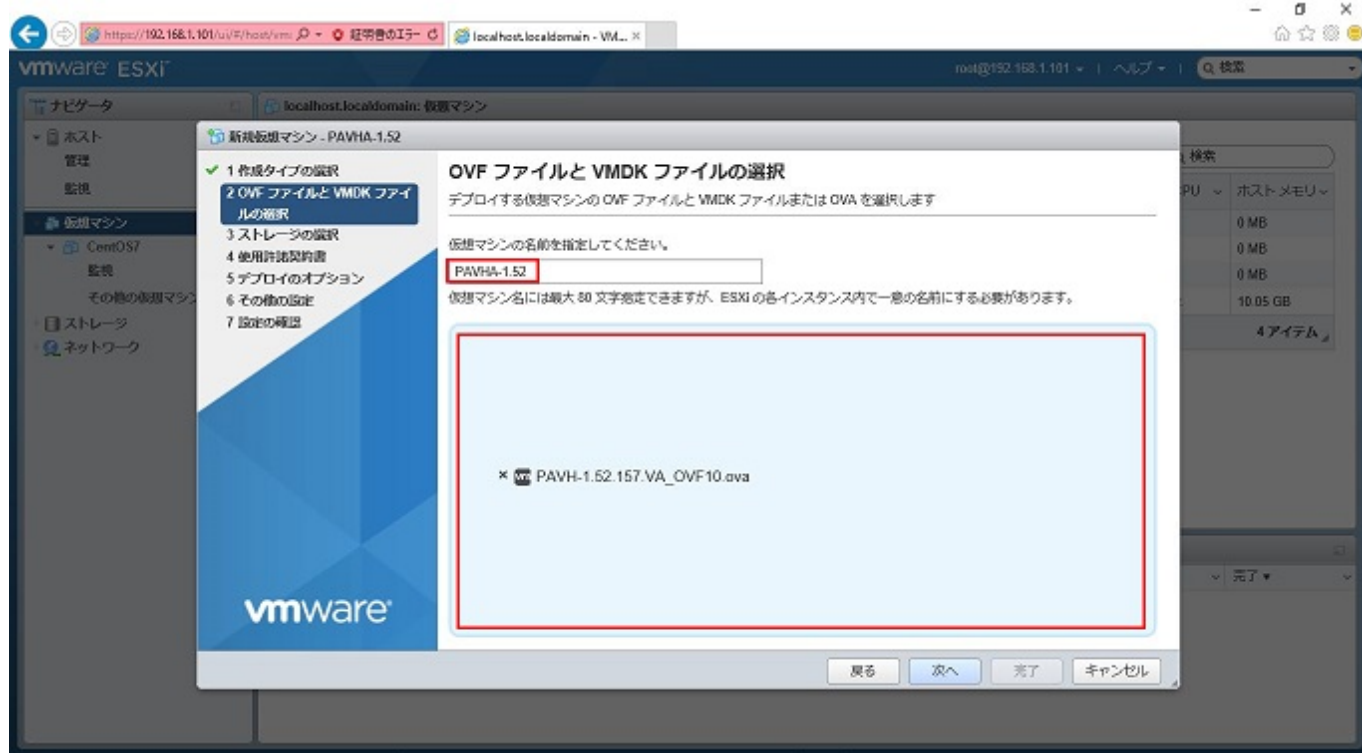 https://192.168.1.101/ui/#/host/vm
証明書のエラー
localhost.localdomain - VM...
vmware ESXi
root@192.168.1.101
ヘルプ
検索
ナビゲータ
localhost.localdomain: 仮想マシン
ホスト
管理
監視
仮想マシン
CentOS7
監視
その他の仮想マシン
ストレージ
ネットワーク
新規仮想マシン - PAVHA-1.52
1 作成タイプの選択
2 OVF ファイルと VMDK ファイ
ルの選択
3 ストレージの選択
4 使用許諾契約書
5 デプロイのオプション
6 その他の設定
7 設定の確認
vmware
OVF ファイルと VMDK ファイルの選択
デプロイする仮想マシンの OVF ファイルと VMDK ファイルまたは OVA を選択します
仮想マシンの名前を指定してください。
PAVHA-1.52
仮想マシン名には最大 80 文字指定できますが、ESXi の各インスタンス内で一意の名前にする必要があります。
PAVH-1.52.157.VA_OVF10.ova
戻る
次へ
完了
キャンセル
検索
CPU
ホスト メモリ
0 MB
0 MB
0 MB
10.05 GB
4 アイテム
完了